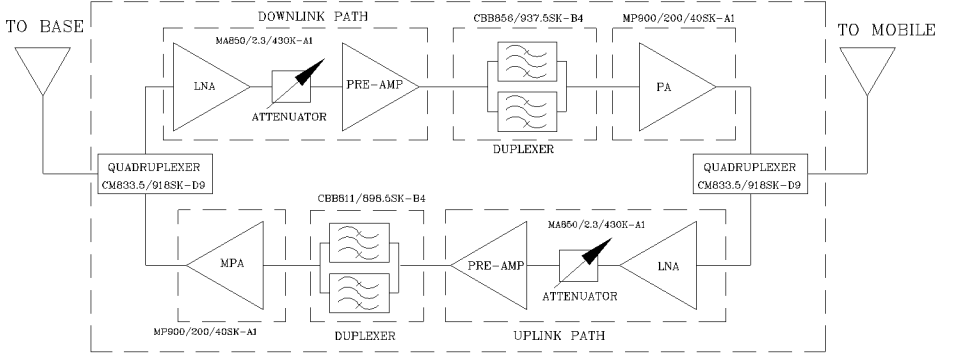 DOWNLINK PATH
CBB856/937.5SK-B4
MP900/200/40SK-A1
TO BASE
TO MOBILE
MA850/2.3/430K-A1
LNA
PRE-AMP
PA
ATTENUATOR
DUPLEXER
QUADRUPLEXER
CM833.5/918SK-D9
QUADRUPLEXER
CM833.5/918SK-D9
CBB811/898.5SK-B4
MA850/2.3/430K-A1
MPA
PRE-AMP
LNA
ATTENUATOR
MP900/200/40SK-A1
DUPLEXER
UPLINK PATH